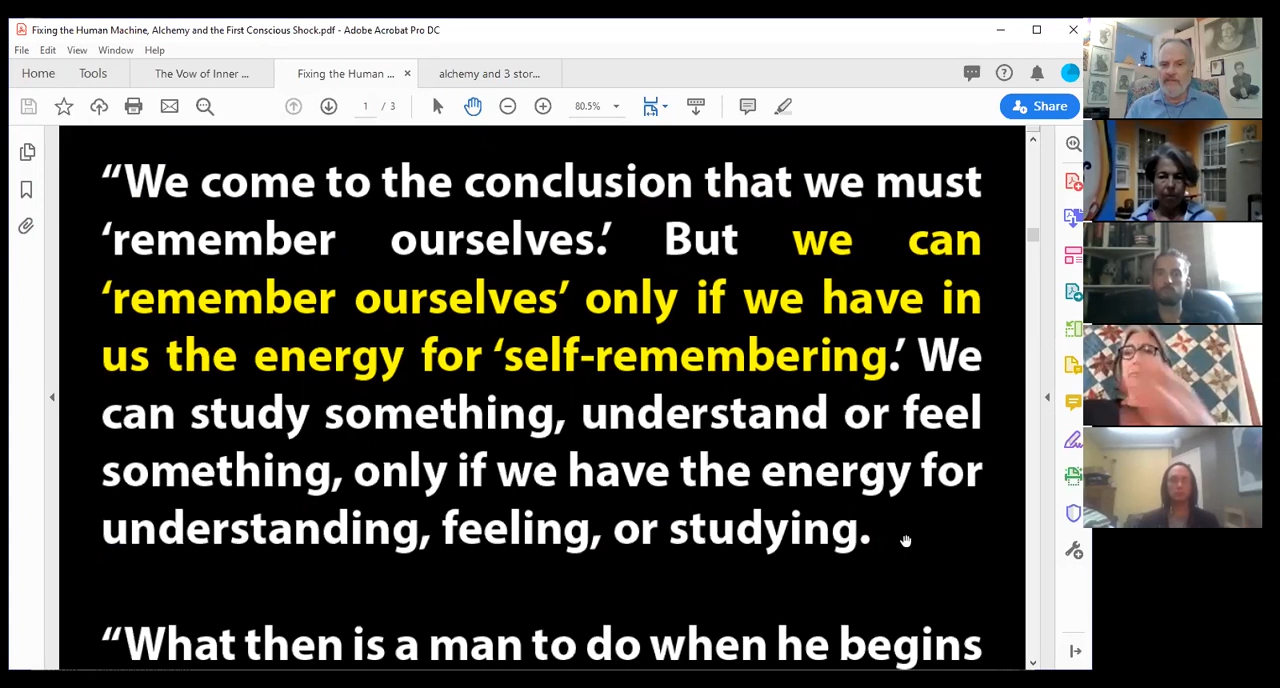 Fixing the Human Machine, Alchemy and the First Conscious Shock.pdf - Adobe Acrobat Pro DC
File Edit View Window Help
Home Tools The Vow of Inner ... Fixing the Human ... × alchemy and 3 stor...
1 / 3 80.5% Share
“We come to the conclusion that we must
‘remember ourselves.’ But we can
‘remember ourselves’ only if we have in
us the energy for ‘self-remembering.’ We
can study something, understand or feel
something, only if we have the energy for
understanding, feeling, or studying.
“What then is a man to do when he begins